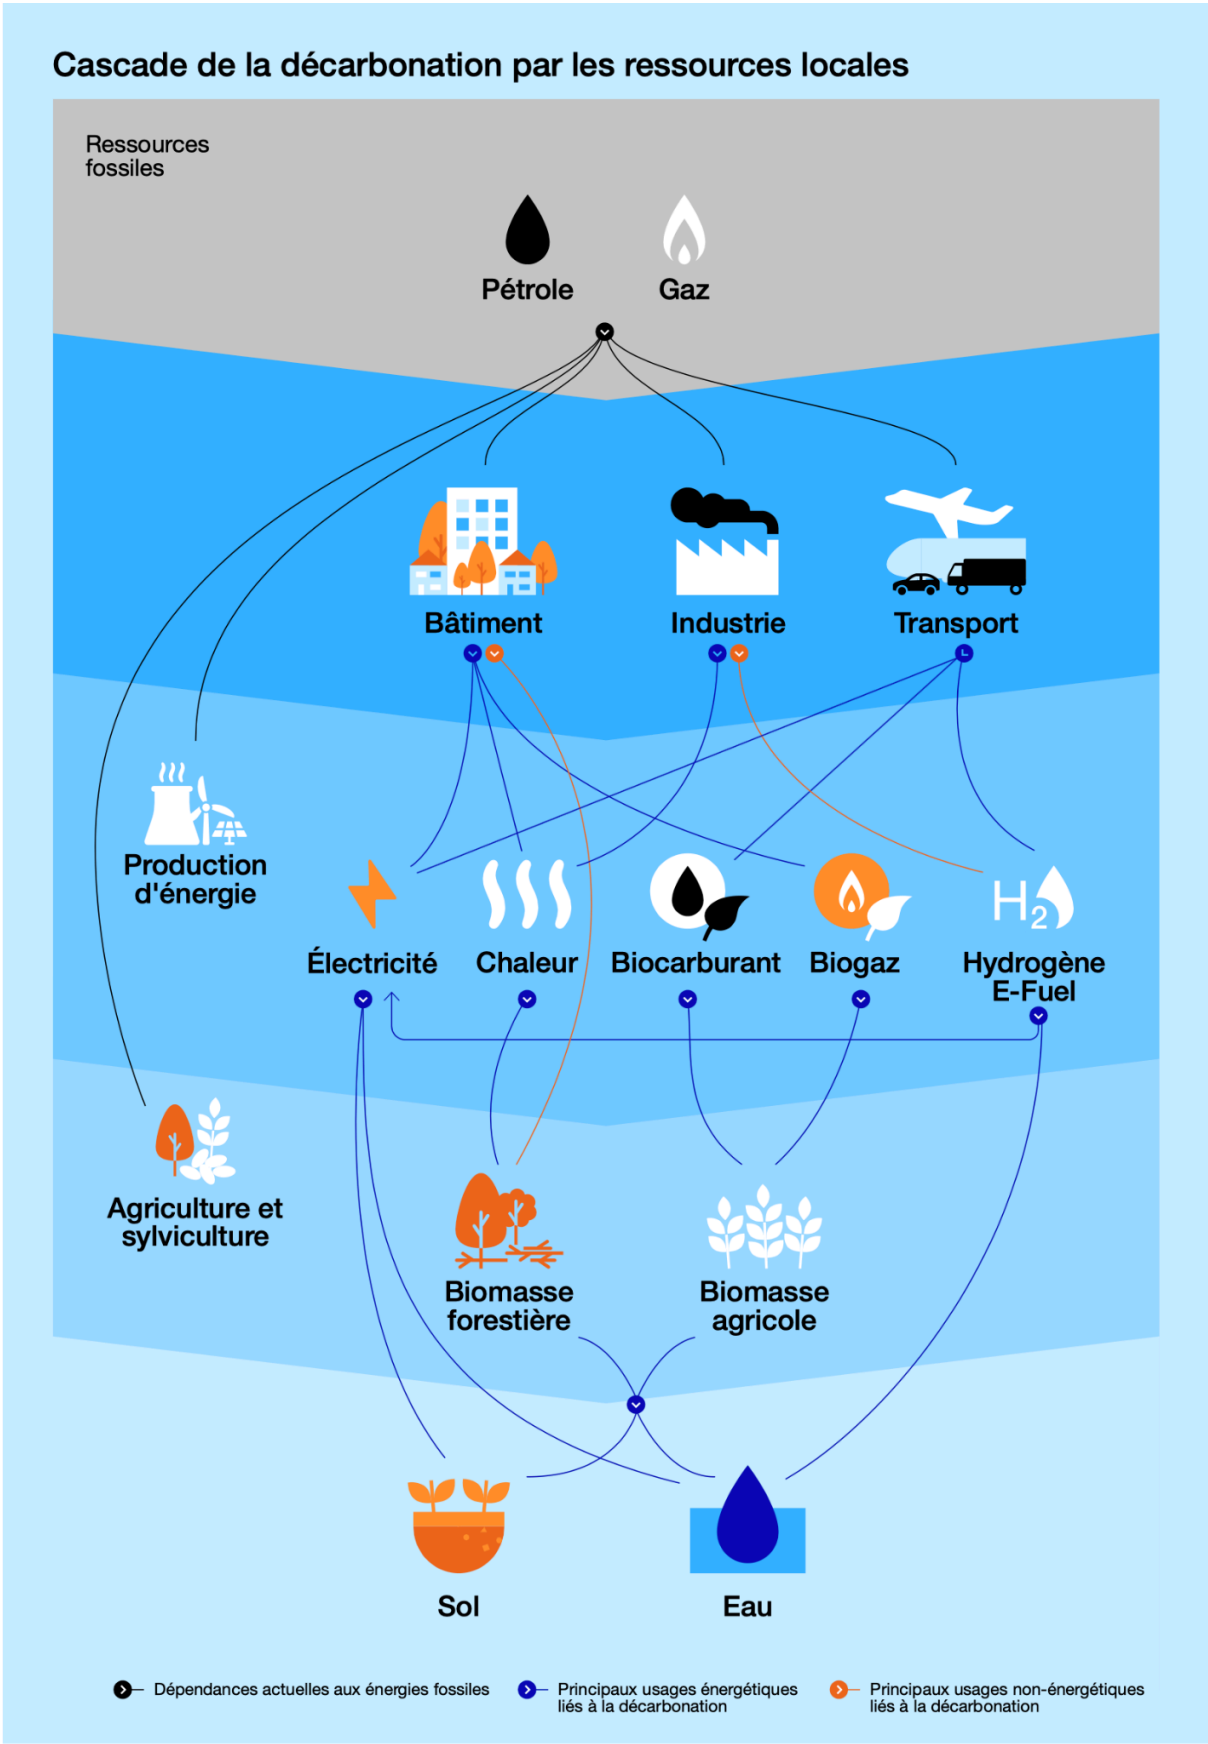 Cascade de la décarbonation par les ressources locales
Ressources
fossiles
Pétrole
Gaz
Bâtiment
Industrie
Transport
Production
d'énergie
Électricité
Chaleur
Biocarburant
Biogaz
H2
Hydrogène
E-Fuel
Agriculture et
sylviculture
Biomasse
forestière
Biomasse
agricole
Sol
Eau
Dépendances actuelles aux énergies fossiles
Principaux usages énergétiques
liés à la décarbonation
Principaux usages non-énergétiques
liés à la décarbonation